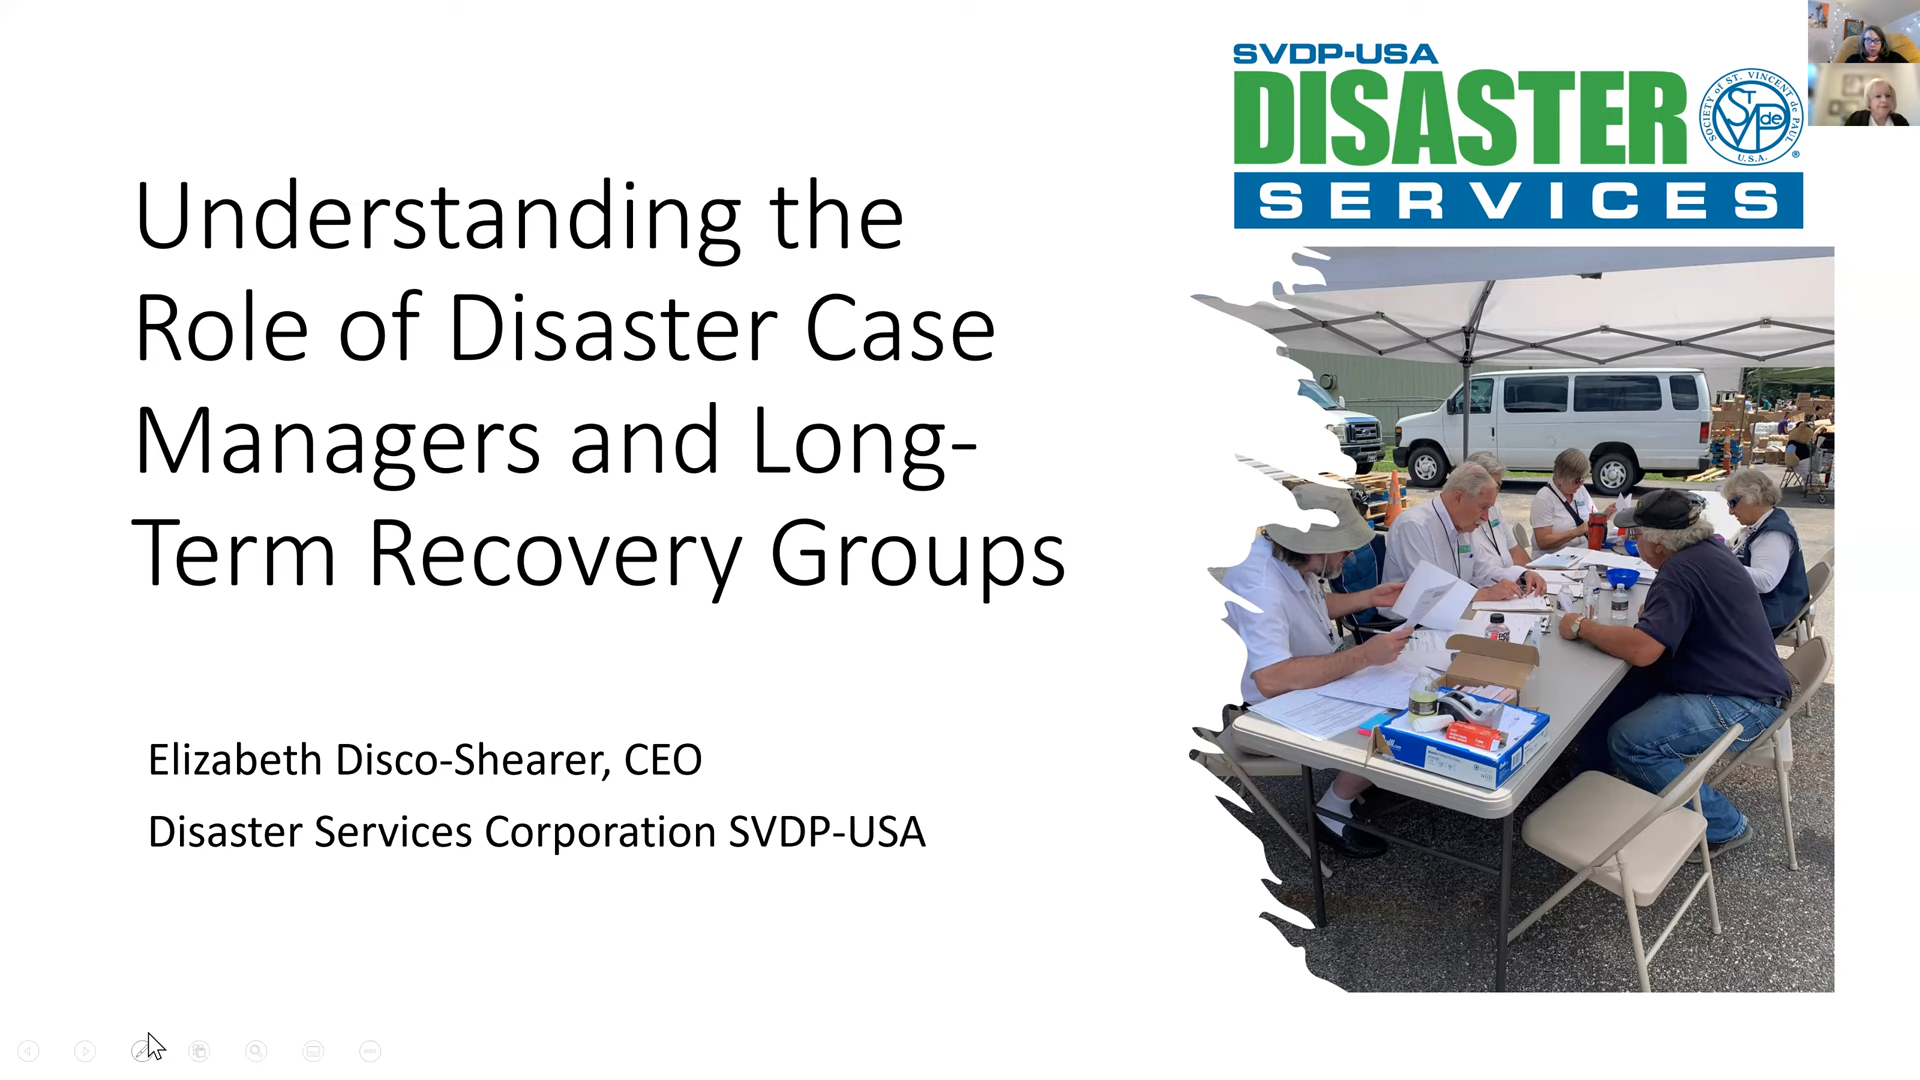 SVDP-USA
DISASTER
SERVICES
SOCIETY of ST. VINCENT de PAUL
U.S.A.
STVdeP
Understanding the
Role of Disaster Case
Managers and Long-
Term Recovery Groups
Elizabeth Disco-Shearer, CEO
Disaster Services Corporation SVDP-USA